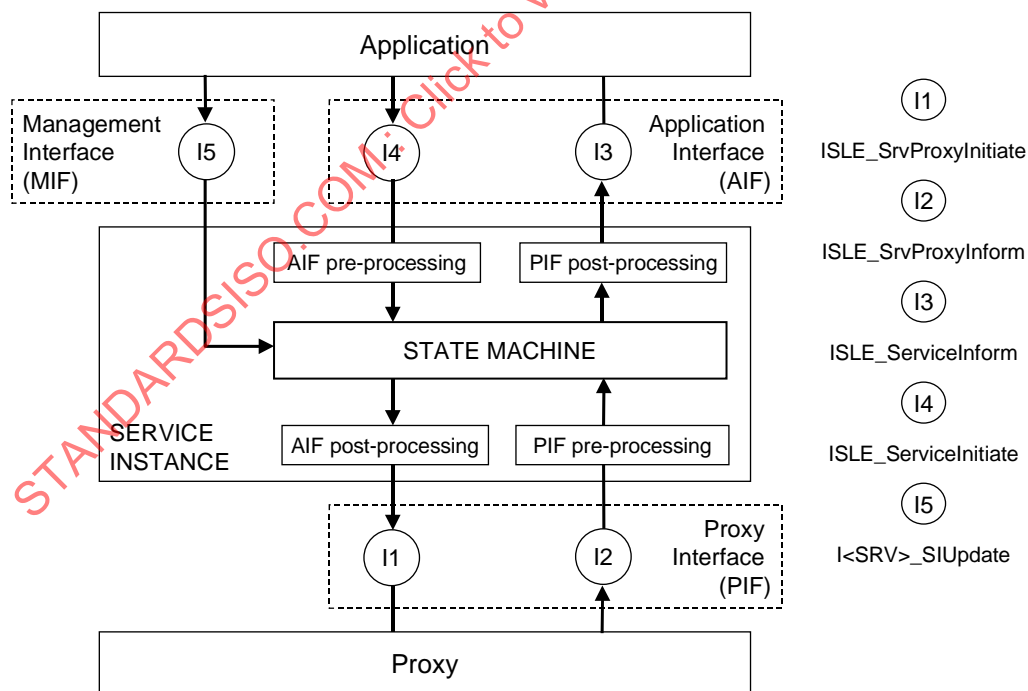 Application
Management
Interface
(MIF)
I5
I4
I3
Application
Interface
(AIF)
AIF pre-processing
PIF post-processing
STATE MACHINE
SERVICE
INSTANCE
AIF post-processing
PIF pre-processing
I1
I2
Proxy
Interface
(PIF)
Proxy
I1
ISLE_SrvProxyInitiate
I2
ISLE_SrvProxyInform
I3
ISLE_ServiceInform
I4
ISLE_ServiceInitiate
I5
I<SRV>_SIUpdate
STANDARDSISO.COM : Click to